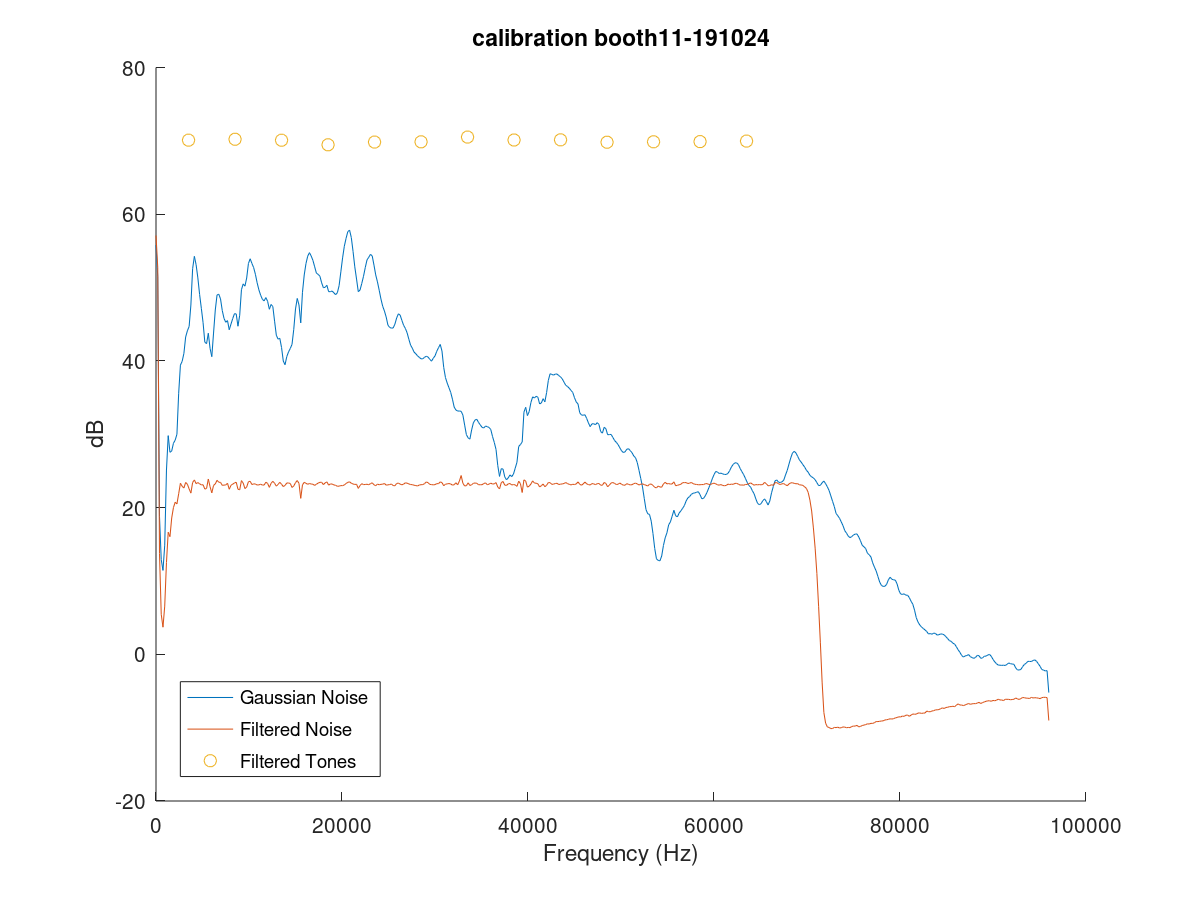 calibration booth11-191024
80
60
40
20
0
-20
dB
Gaussian Noise
Filtered Noise
Filtered Tones
0 20000 40000 60000 80000 100000
Frequency (Hz)